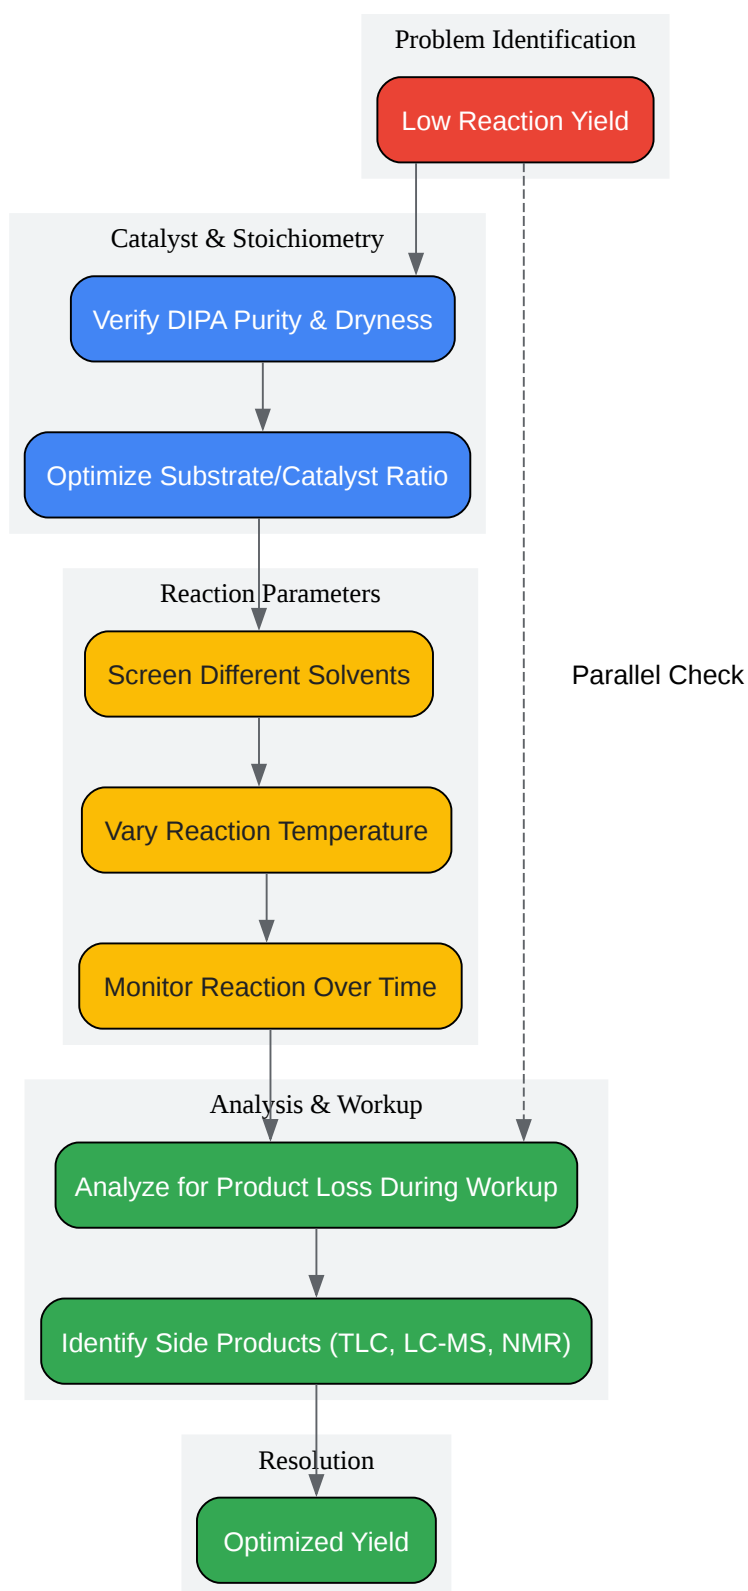 Problem Identification
Low Reaction Yield
Catalyst & Stoichiometry
Verify DIPA Purity & Dryness
Optimize Substrate/Catalyst Ratio
Reaction Parameters
Screen Different Solvents
Parallel Check
Vary Reaction Temperature
Monitor Reaction Over Time
Analysis & Workup
Analyze for Product Loss During Workup
Identify Side Products (TLC, LC-MS, NMR)
Resolution
Optimized Yield